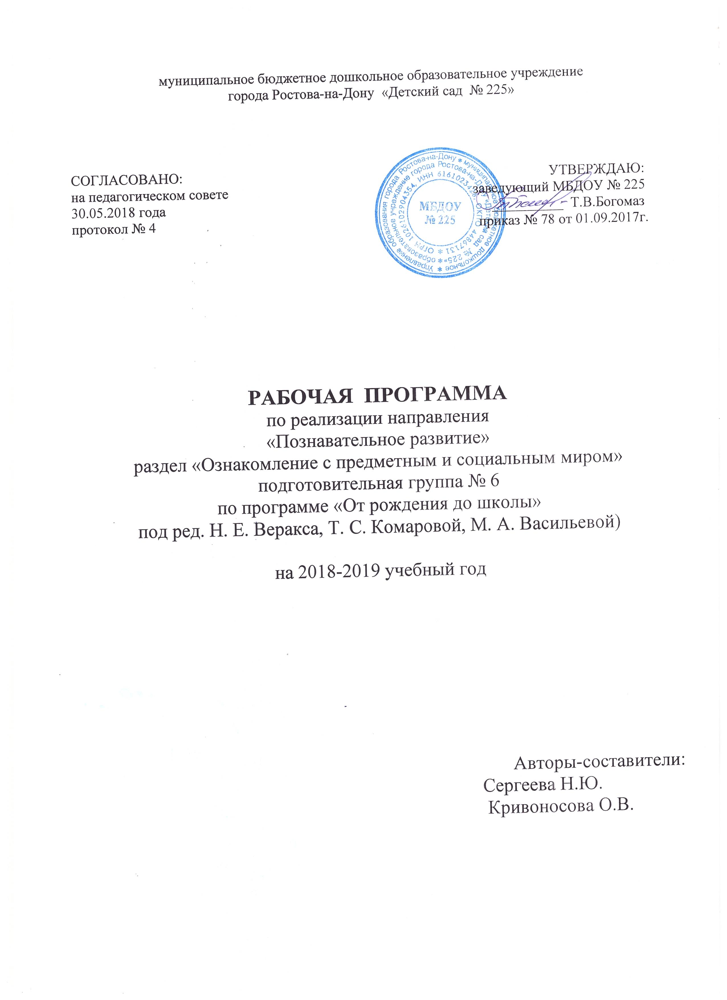 муниципальное бюджетное дошкольное образовательное учреждение
города Ростова-на-Дону «Детский сад № 225»
СОГЛАСОВАНО:
на педагогическом совете
30.05.2018 года
протокол № 4
УТВЕРЖДАЮ:
заведующий МБДОУ № 225
Т.В.Богомаз
приказ № 78 от 01.09.2017г.
Управление образования города Ростова-на-Дону * муниципальное бюджетное дошкольное *
образовательное учреждение города Ростова-на-Дону «Детский сад № 225» *
ОГРН 1026102904354, ИНН ОКПО 44867131 *
МБДОУ
№ 225
РАБОЧАЯ ПРОГРАММА
по реализации направления
«Познавательное развитие»
раздел «Ознакомление с предметным и социальным миром»
подготовительная группа № 6
по программе «От рождения до школы»
под ред. Н. Е. Веракса, Т. С. Комаровой, М. А. Васильевой)
на 2018-2019 учебный год
Авторы-составители:
Сергеева Н.Ю.
Кривоносова О.В.